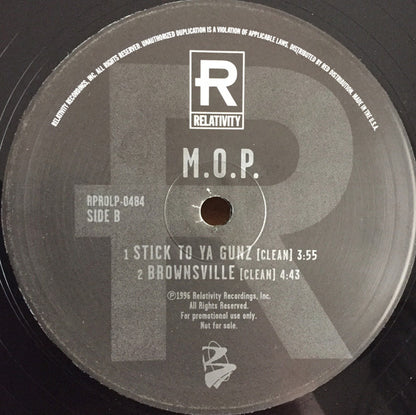 RELATIVITY RECORDINGS, INC. ALL RIGHTS RESERVED. UNAUTHORIZED DUPLICATION IS A VIOLATION OF APPLICABLE LAWS. DISTRIBUTED BY RED DISTRIBUTION. MADE IN THE U.S.A.
R
RELATIVITY
M.O.P.
RPROLP-0484
SIDE B
1 STICK TO YA GUNZ [CLEAN] 3:55
2 BROWNSVILLE [CLEAN] 4:43
℗1996 Relativity Recordings, Inc.
All Rights Reserved.
For promotional use only.
Not for sale.